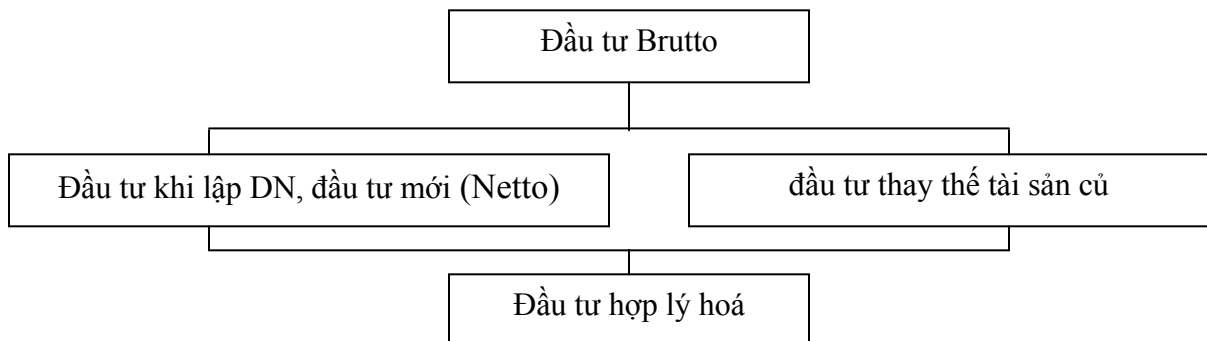 Đầu tư Brutto
Đầu tư khi lập DN, đầu tư mới (Netto)
đầu tư thay thế tài sản củ
Đầu tư hợp lý hoá